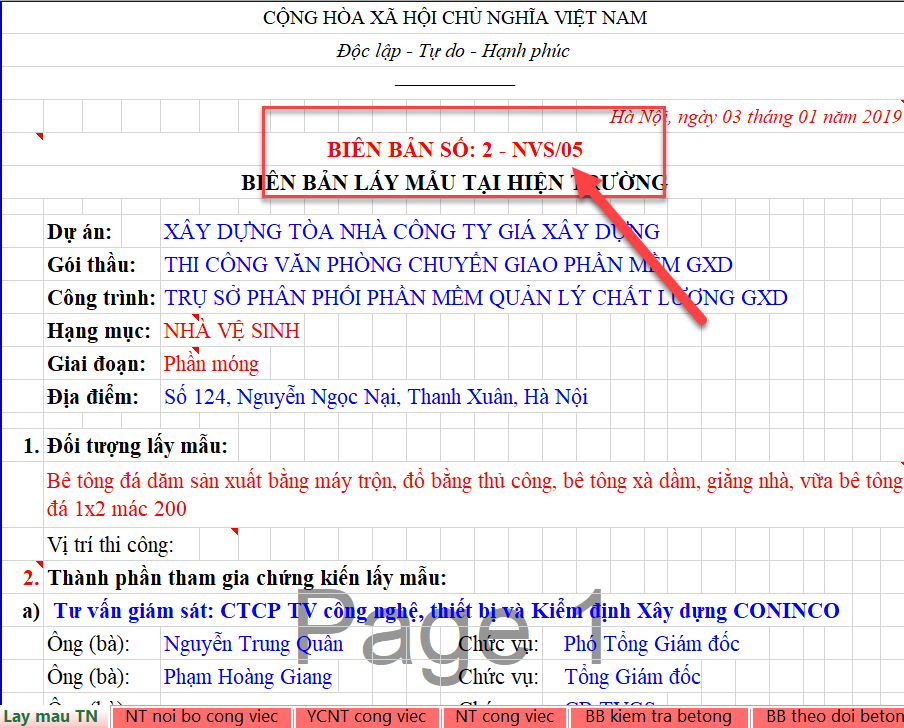 CỘNG HÒA XÃ HỘI CHỦ NGHĨA VIỆT NAM
Độc lập - Tự do - Hạnh phúc
Hà Nội, ngày 03 tháng 01 năm 2019
BIÊN BẢN SỐ: 2 - NVS/05
BIÊN BẢN LẤY MẪU TẠI HIỆN TRƯỜNG
Dự án: XÂY DỰNG TÒA NHÀ CÔNG TY GIÁ XÂY DỰNG
Gói thầu: THI CÔNG VĂN PHÒNG CHUYỂN GIAO PHẦN MỀM GXD
Công trình: TRỤ SỞ PHÂN PHỐI PHẦN MỀM QUẢN LÝ CHẤT LƯỢNG GXD
Hạng mục: NHÀ VỆ SINH
Giai đoạn: Phần móng
Địa điểm: Số 124, Nguyễn Ngọc Nại, Thanh Xuân, Hà Nội
1. Đối tượng lấy mẫu:
Bê tông đá dăm sản xuất bằng máy trộn, đổ bằng thủ công, bê tông xà dầm, giằng nhà, vữa bê tông
đá 1x2 mác 200
Vị trí thi công:
2. Thành phần tham gia chứng kiến lấy mẫu:
a) Tư vấn giám sát: CTCP TV công nghệ, thiết bị và Kiểm định Xây dựng CONINCO
Page 1
Ông (bà): Nguyễn Trung Quân Chức vụ: Phó Tổng Giám đốc
Ông (bà): Phạm Hoàng Giang Chức vụ: Tổng Giám đốc
Lay mau TN NT noi bo cong viec YCNT cong viec NT cong viec BB kiem tra betong BB theo doi beton